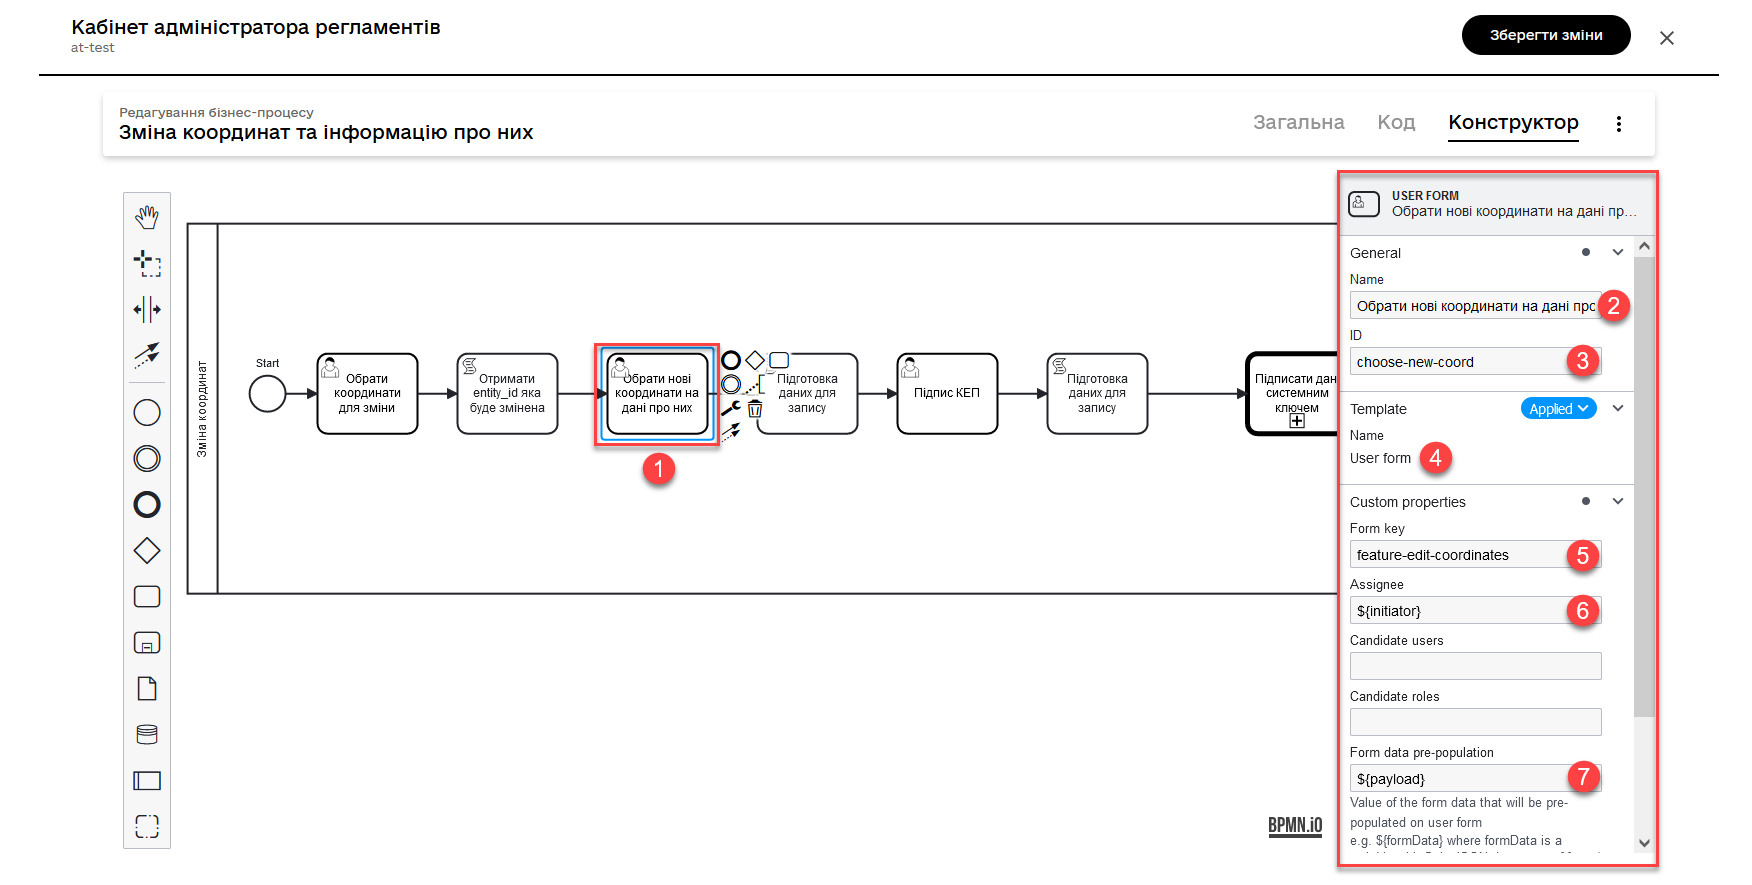 Кабінет адміністратора регламентів
at-test
Зберегти зміни
Редагування бізнес-процесу
Зміна координат та інформацію про них
Загальна
Код
Конструктор
Зміна координат
Start
Обрати
координати
для зміни
Отримати
entity_id яка
буде змінена
Обрати нові
координати на
дані про них
1
Підготовка
даних для
запису
Підпис КЕП
Підготовка
даних для
запису
Підписати дан
системним
ключем
BPMN.iO
USER FORM
Обрати нові координати на дані пр...
General
Name
Обрати нові координати на дані про
2
ID
choose-new-coord
3
Template
Applied
Name
User form
4
Custom properties
Form key
feature-edit-coordinates
5
Assignee
${initiator}
6
Candidate users
Candidate roles
Form data pre-population
${payload}
7
Value of the form data that will be pre-
populated on user form
e.g. ${formData} where formData is a